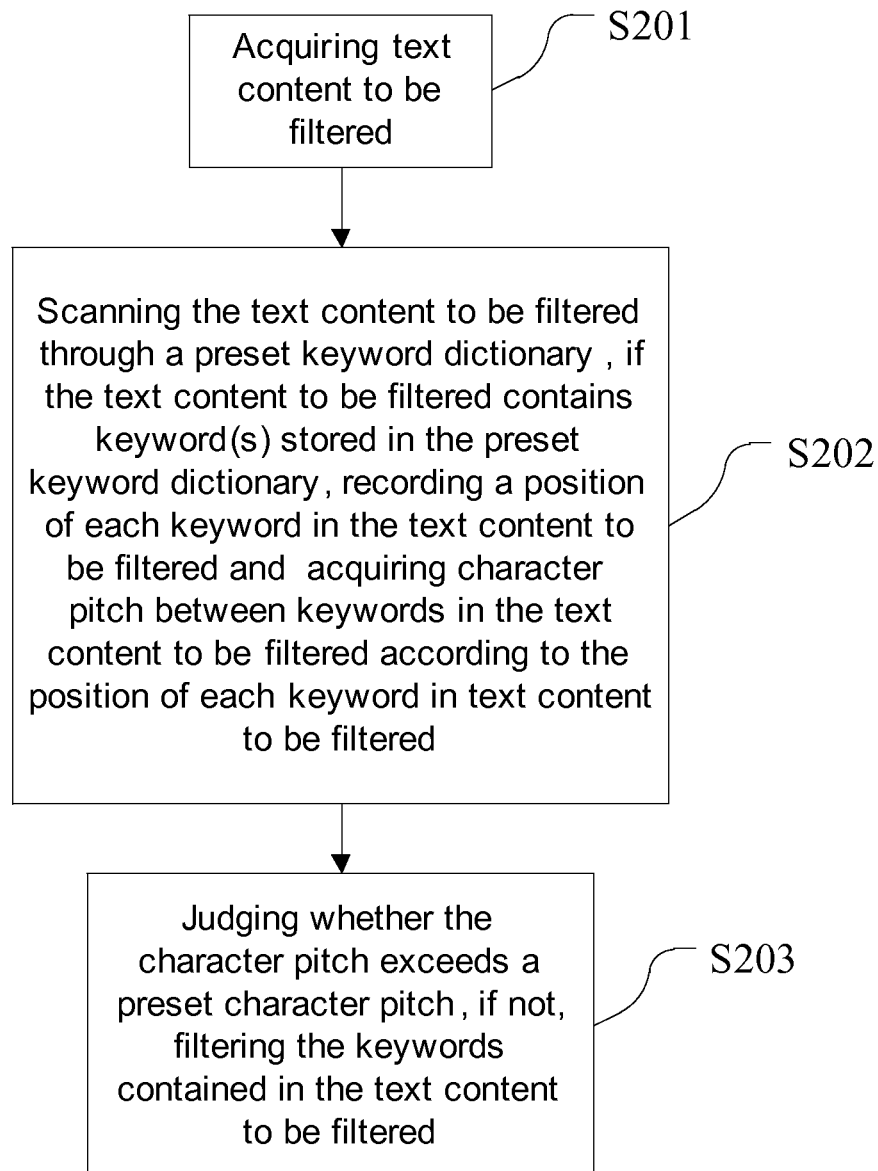 Acquiring text
content to be
filtered
S201
Scanning the text content to be filtered
through a preset keyword dictionary , if
the text content to be filtered contains
keyword(s) stored in the preset
keyword dictionary, recording a position
of each keyword in the text content to
be filtered and acquiring character
pitch between keywords in the text
content to be filtered according to the
position of each keyword in text content
to be filtered
S202
Judging whether the
character pitch exceeds a
preset character pitch, if not,
filtering the keywords
contained in the text content
to be filtered
S203